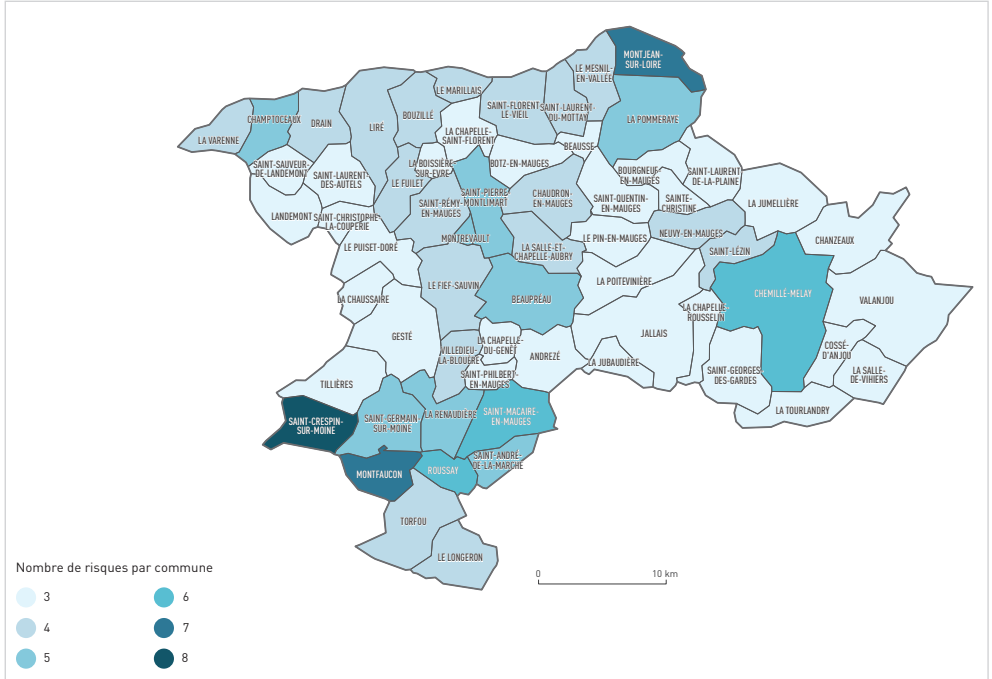 MONTJEAN-
SUR-LOIRE
LE MESNIL-
EN-VALLÉE
LE MARILLAIS
SAINT-FLORENT-
LE-VIEIL
SAINT-LAURENT-
DU-MOTTAY
BOUZILLÉ
LA POMMERAYE
CHAMPTOCEAUX
DRAIN
LIRÉ
LA VARENNE
LA CHAPELLE-
SAINT-FLORENT
BEAUSSE
SAINT-SAUVEUR-
DE-LANDEMONT
SAINT-LAURENT-
DES-AUTELS
LA BOISSIÈRE-
SUR-EVRE
BOTZ-EN-MAUGES
BOURGNEUF-
EN-MAUGES
SAINT-LAURENT-
DE-LA-PLAINE
LE FUILET
SAINT-PIERRE-
MONTLIMART
CHAUDRON-
EN-MAUGES
SAINT-QUENTIN-
EN-MAUGES
SAINTE-
CHRISTINE
LA JUMELLIÈRE
SAINT-RÉMY-
EN-MAUGES
LANDEMONT
SAINT-CHRISTOPHE-
LA-COUPERIE
MONTREVAULT
LE PIN-EN-MAUGES
NEUVY-EN-MAUGES
CHANZEAUX
LE PUISET-DORÉ
LA SALLE-ET-
CHAPELLE-AUBRY
SAINT-LÉZIN
LE FIEF-SAUVIN
LA POITEVINIÈRE
CHEMILLÉ-MELAY
LA CHAUSSAIRE
BEAUPREAU
VALANJOU
LA CHAPELLE-
ROUSSELIN
GESTÉ
JALLAIS
LA CHAPELLE-
DU-GENÊT
VILLEDIEU-
LA-BLOUÈRE
ANDREZÉ
COSSÉ-
D'ANJOU
LA JUBAUDIÈRE
SAINT-PHILBERT-
EN-MAUGES
SAINT-GEORGES-
DES-GARDES
LA SALLE-
DE-VIHIERS
TILLIÈRES
LA TOURLANDRY
SAINT-CRESPIN-
SUR-MOINE
SAINT-GERMAIN-
SUR-MOINE
LA RENAUDIÈRE
SAINT-MACAIRE-
EN-MAUGES
SAINT-ANDRÉ-
DE-LA-MARCHE
MONTFAUCON
ROUSSAY
TORFOU
LE LONGERON
Nombre de risques par commune
3
4
5
6
7
8
0 10 km